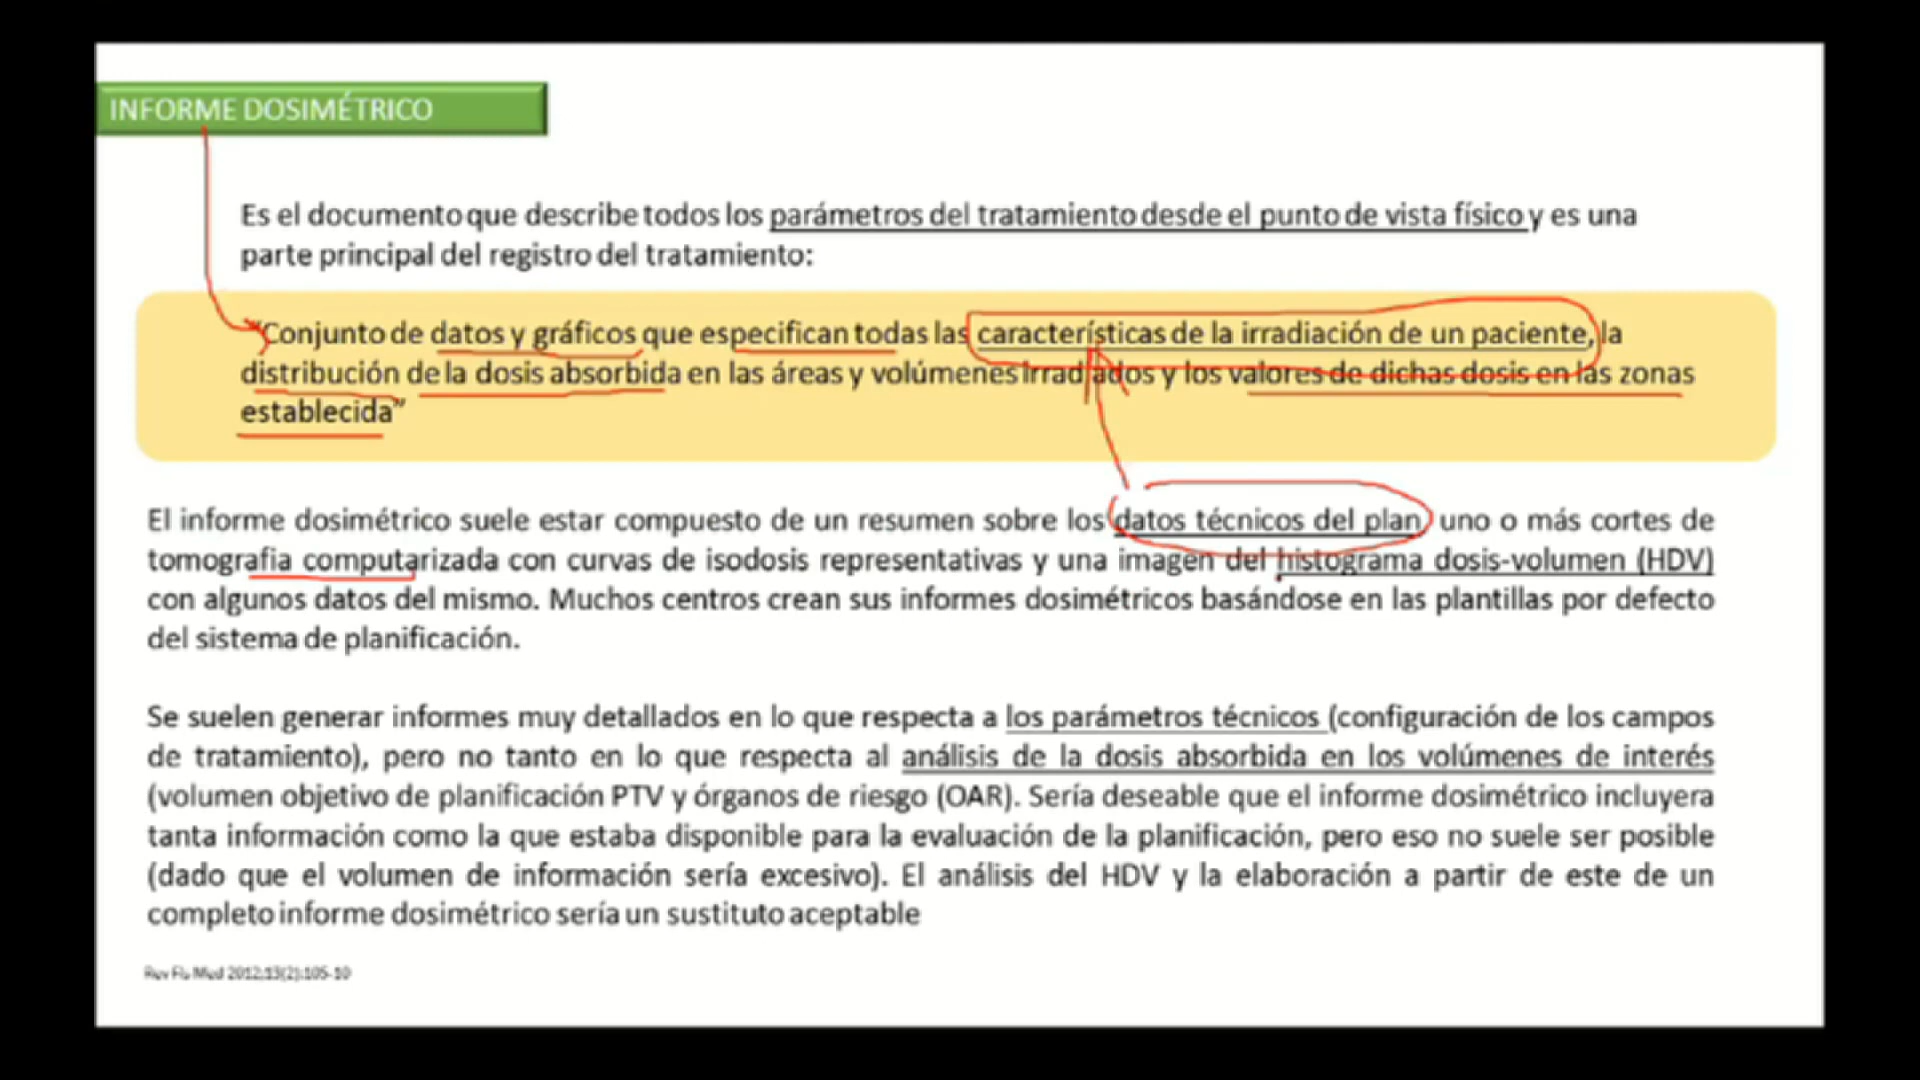 INFORME DOSIMÉTRICO
Es el documento que describe todos los parámetros del tratamiento desde el punto de vista físico y es una
parte principal del registro del tratamiento:
“Conjunto de datos y gráficos que especifican todas las características de la irradiación de un paciente, la
distribución de la dosis absorbida en las áreas y volúmenes irradiados y los valores de dichas dosis en las zonas
establecida”
El informe dosimétrico suele estar compuesto de un resumen sobre los datos técnicos del plan, uno o más cortes de
tomografia computarizada con curvas de isodosis representativas y una imagen del histograma dosis-volumen (HDV)
con algunos datos del mismo. Muchos centros crean sus informes dosimétricos basándose en las plantillas por defecto
del sistema de planificación.
Se suelen generar informes muy detallados en lo que respecta a los parámetros técnicos (configuración de los campos
de tratamiento), pero no tanto en lo que respecta al análisis de la dosis absorbida en los volúmenes de interés
(volumen objetivo de planificación PTV y órganos de riesgo (OAR). Sería deseable que el informe dosimétrico incluyera
tanta información como la que estaba disponible para la evaluación de la planificación, pero eso no suele ser posible
(dado que el volumen de información sería excesivo). El análisis del HDV y la elaboración a partir de este de un
completo informe dosimétrico sería un sustituto aceptable
Rev Fis Med 2012;13(2):105-10